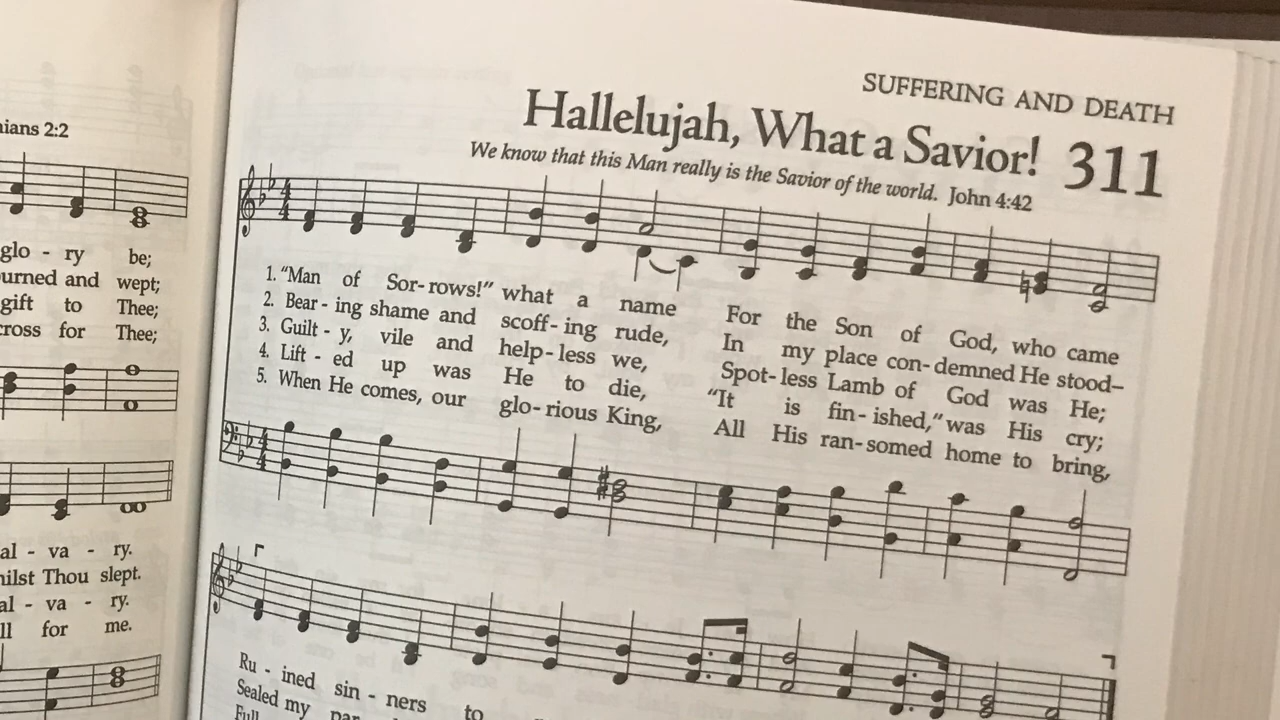 nians 2:2
glo - ry be;
urned and wept;
gift to Thee;
cross for Thee;
al - va - ry.
hilst Thou slept.
al - va - ry.
ll for me.
SUFFERING AND DEATH
Hallelujah, What a Savior! 311
We know that this Man really is the Savior of the world. John 4:42
1. “Man of Sor- rows!” what a name For the Son of God, who came
2. Bear - ing shame and scoff - ing rude, In my place con - demned He stood–
3. Guilt - y, vile and help - less we, Spot - less Lamb of God was He;
4. Lift - ed up was He to die, “It is fin - ished,” was His cry;
5. When He comes, our glo - rious King, All His ran - somed home to bring,
Ru - ined sin - ners to
Sealed my par
Full